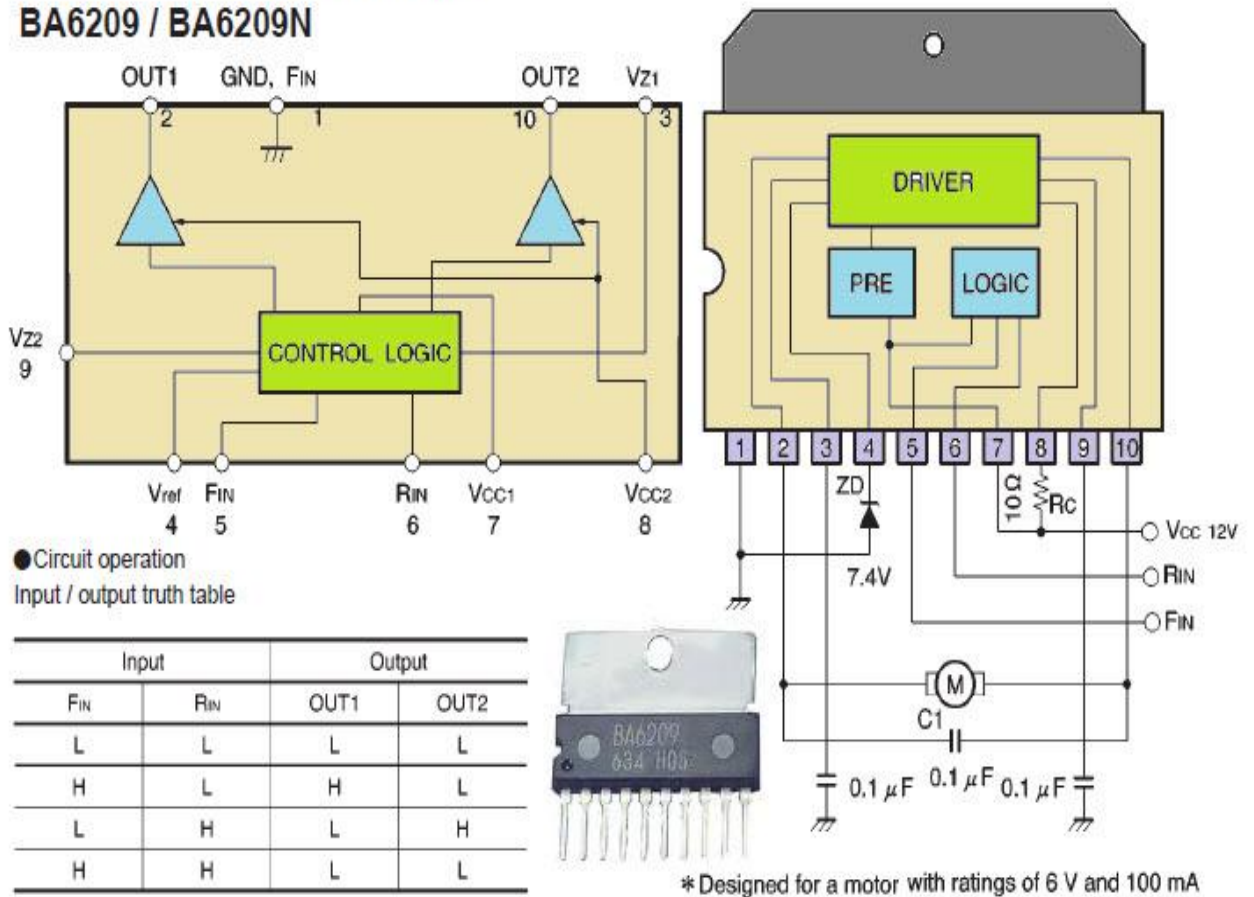 BA6209 / BA6209N
OUT1 GND, FIN OUT2 VZ1
2 1 10 3
VZ2
9
CONTROL LOGIC
Vref FIN RIN VCC1 VCC2
4 5 6 7 8
DRIVER
PRE LOGIC
1 2 3 4 5 6 7 8 9 10
ZD 10Ω RC
7.4V
VCC 12V
RIN
FIN
M
C1
0.1 μF 0.1 μF 0.1 μF
●Circuit operation
Input / output truth table
Input Output
FIN RIN OUT1 OUT2
L L L L
H L H L
L H L H
H H L L
BA6209
634 H05
*Designed for a motor with ratings of 6 V and 100 mA